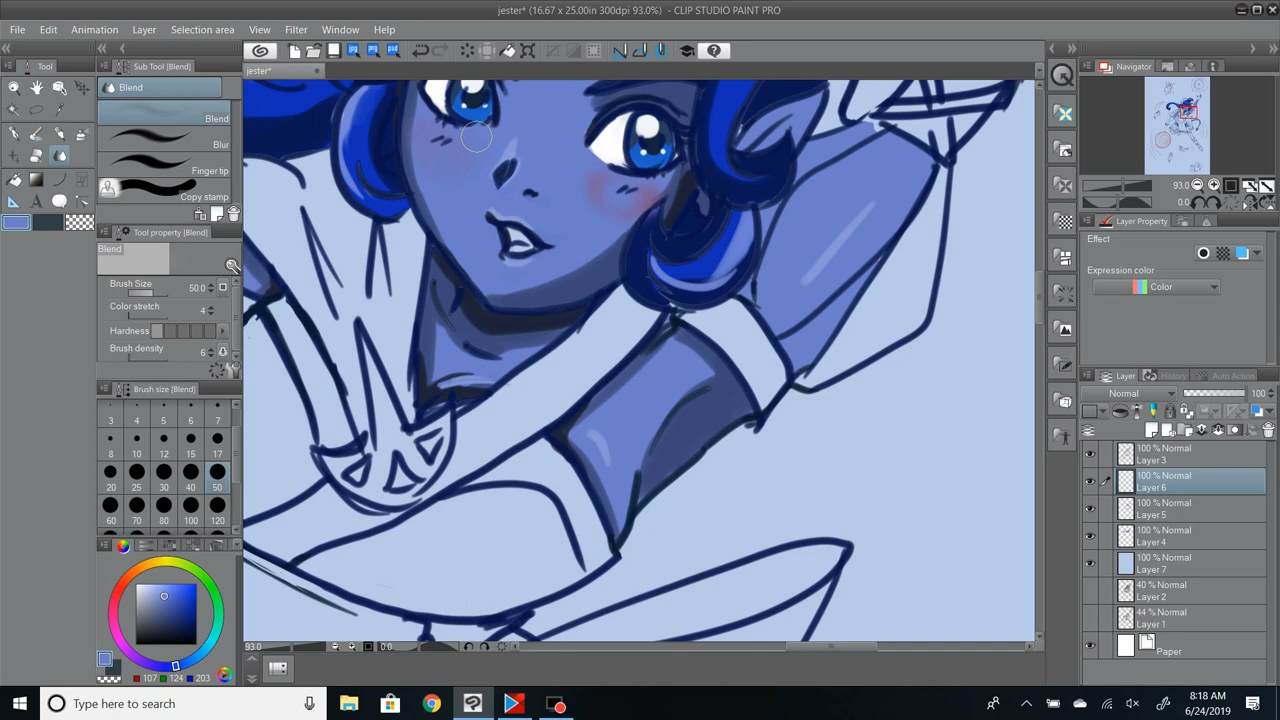 jester* (16.67 x 25.00in 300dpi 93.0%) - CLIP STUDIO PAINT PRO
File Edit Animation Layer Selection area View Filter Window Help
Tool
Sub Tool [Blend]
Blend
Blend
Blur
Finger tip
Copy stamp
Tool property [Blend]
Blend
Brush Size 50.0
Color stretch 4
Hardness
Brush density 6
Brush size [Blend]
3 4 5 6 7
8 10 12 15 17
20 25 30 40 50
60 70 80 100 120
107 124 203
jester*
93.0 0.0
Navigator
93.0
0.0
Layer Property
Effect
Expression color
Color
Layer History Auto Action
Normal 100
100 % Normal
Layer 3
100 % Normal
Layer 6
100 % Normal
Layer 5
100 % Normal
Layer 4
100 % Normal
Layer 7
40 % Normal
Layer 2
44 % Normal
Layer 1
Paper
Type here to search
8:18 AM
6/24/2019